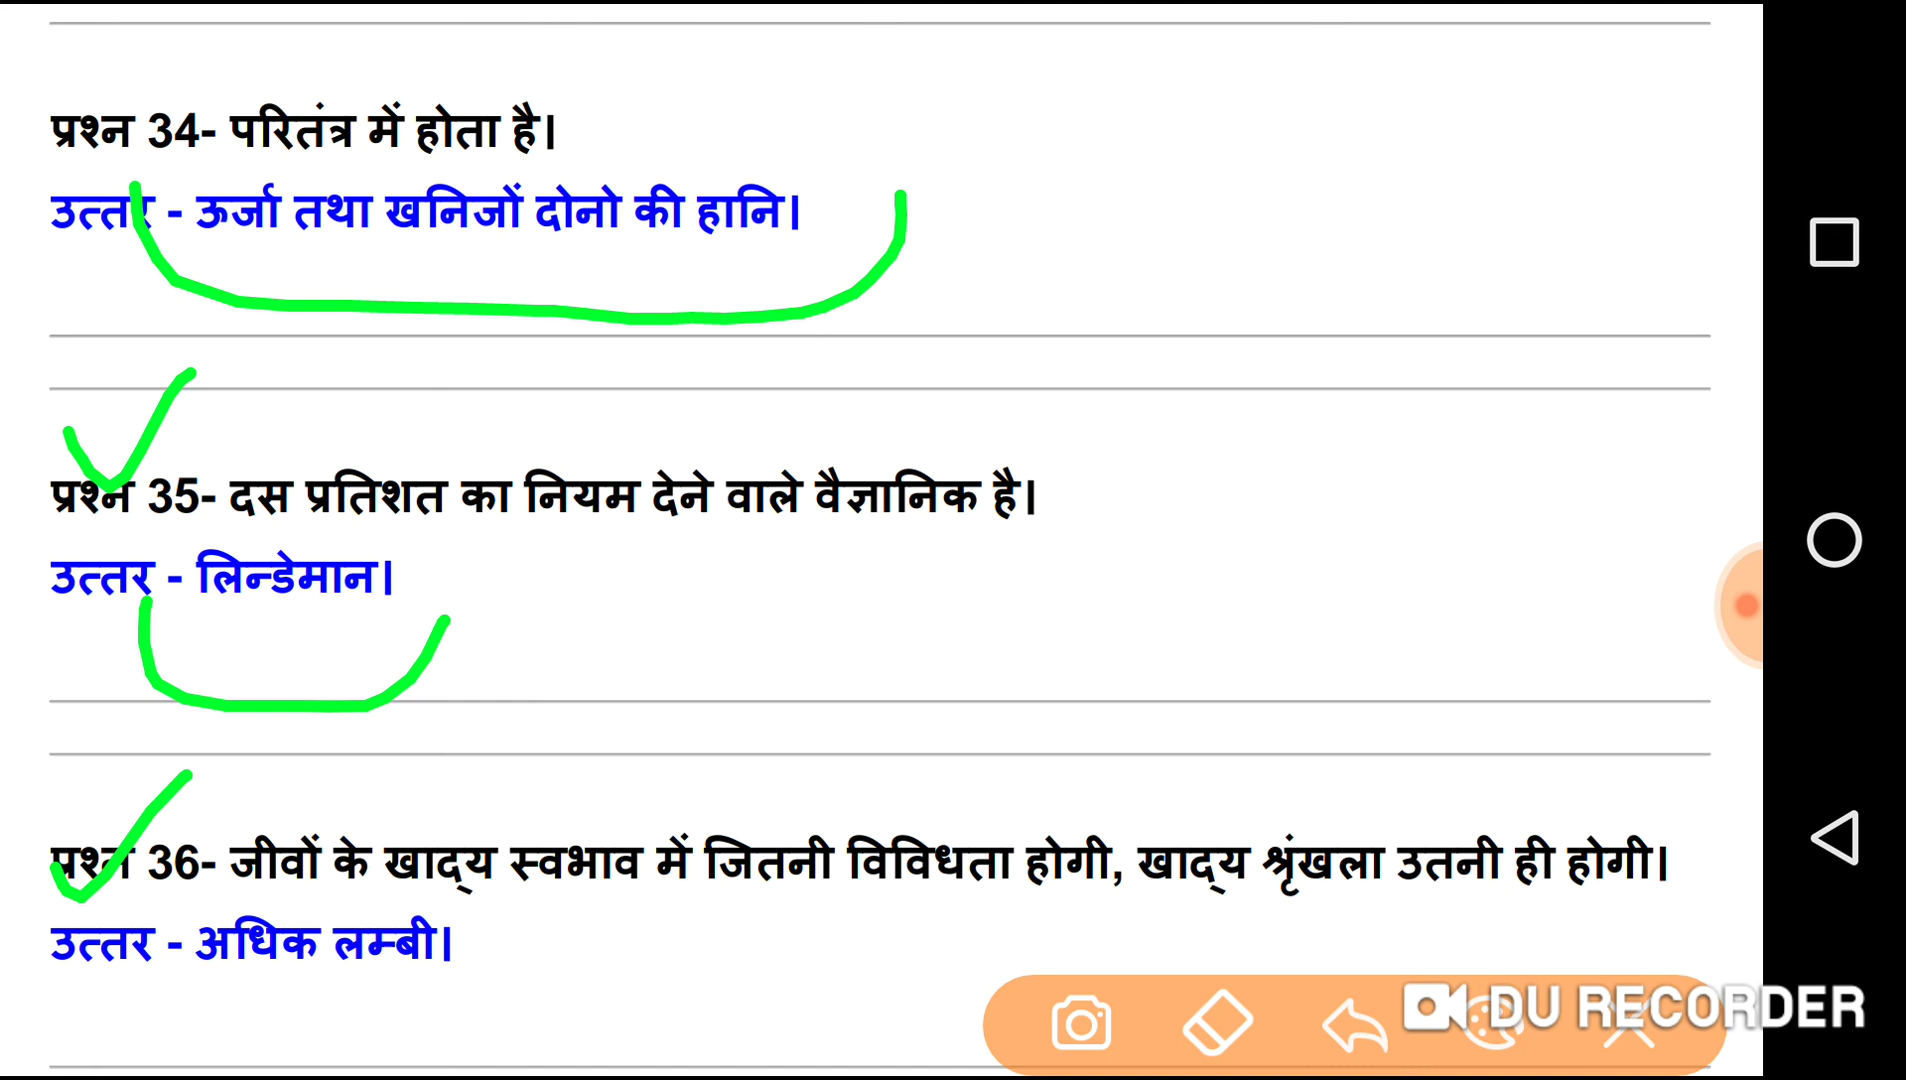 प्रश्न 34- परितंत्र में होता है।
उत्तर - ऊर्जा तथा खनिजों दोनो की हानि।
प्रश्न 35- दस प्रतिशत का नियम देने वाले वैज्ञानिक है।
उत्तर - लिन्डेमान।
प्रश्न 36- जीवों के खाद्य स्वभाव में जितनी विविधता होगी, खाद्य श्रृंखला उतनी ही होगी।
उत्तर - अधिक लम्बी।
DU RECORDER